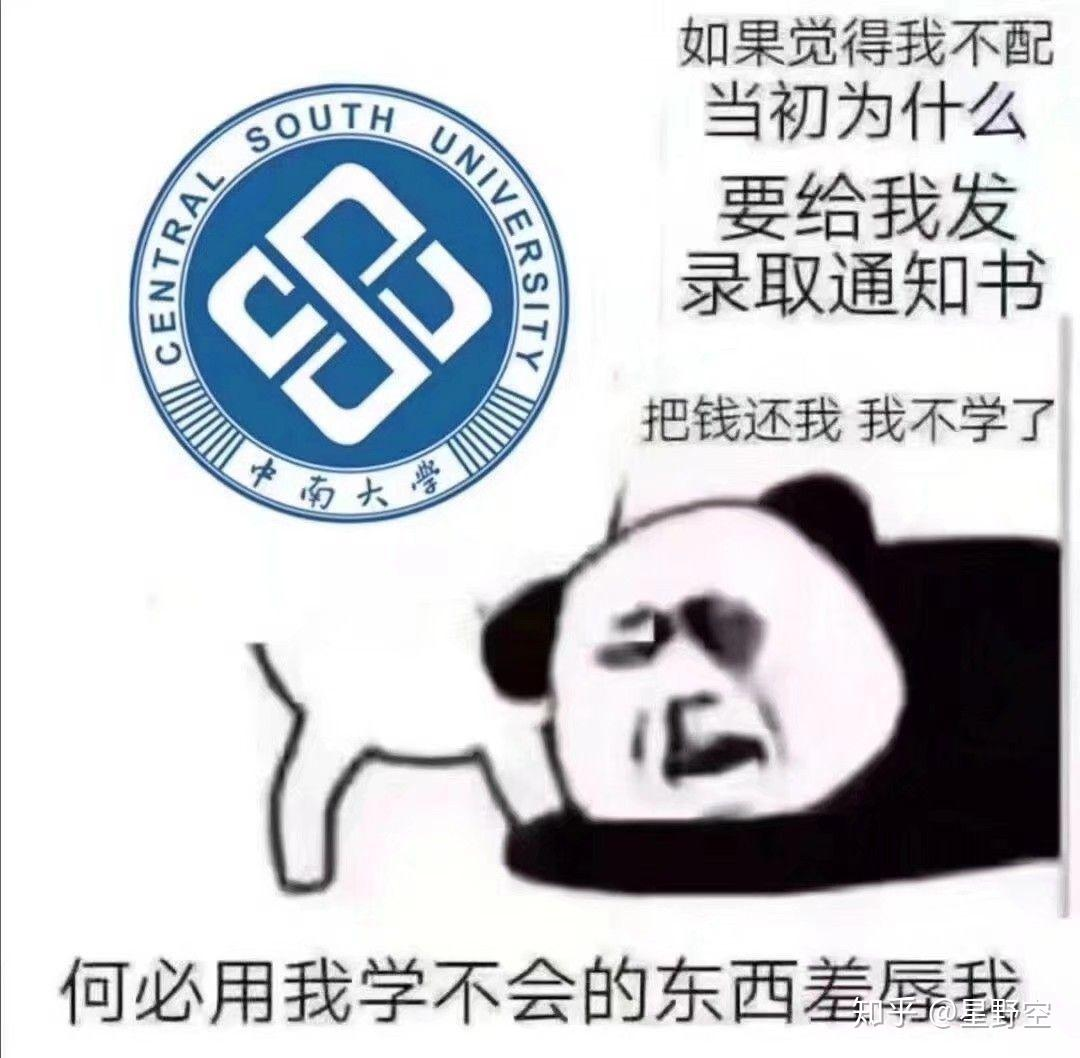 如果觉得我不配
当初为什么
要给我发
录取通知书
CENTRAL SOUTH UNIVERSITY
中南大学
把钱还我 我不学了
何必用我学不会的东西羞辱我
知乎 @星野空